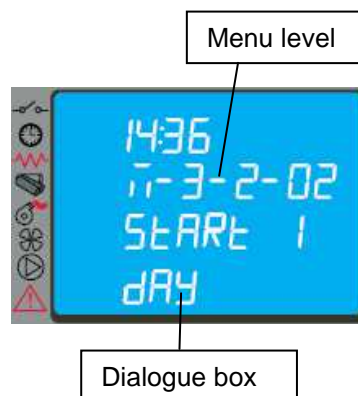 Menu level
14:36
m-3-2-02
StARt 1
dAY
Dialogue box